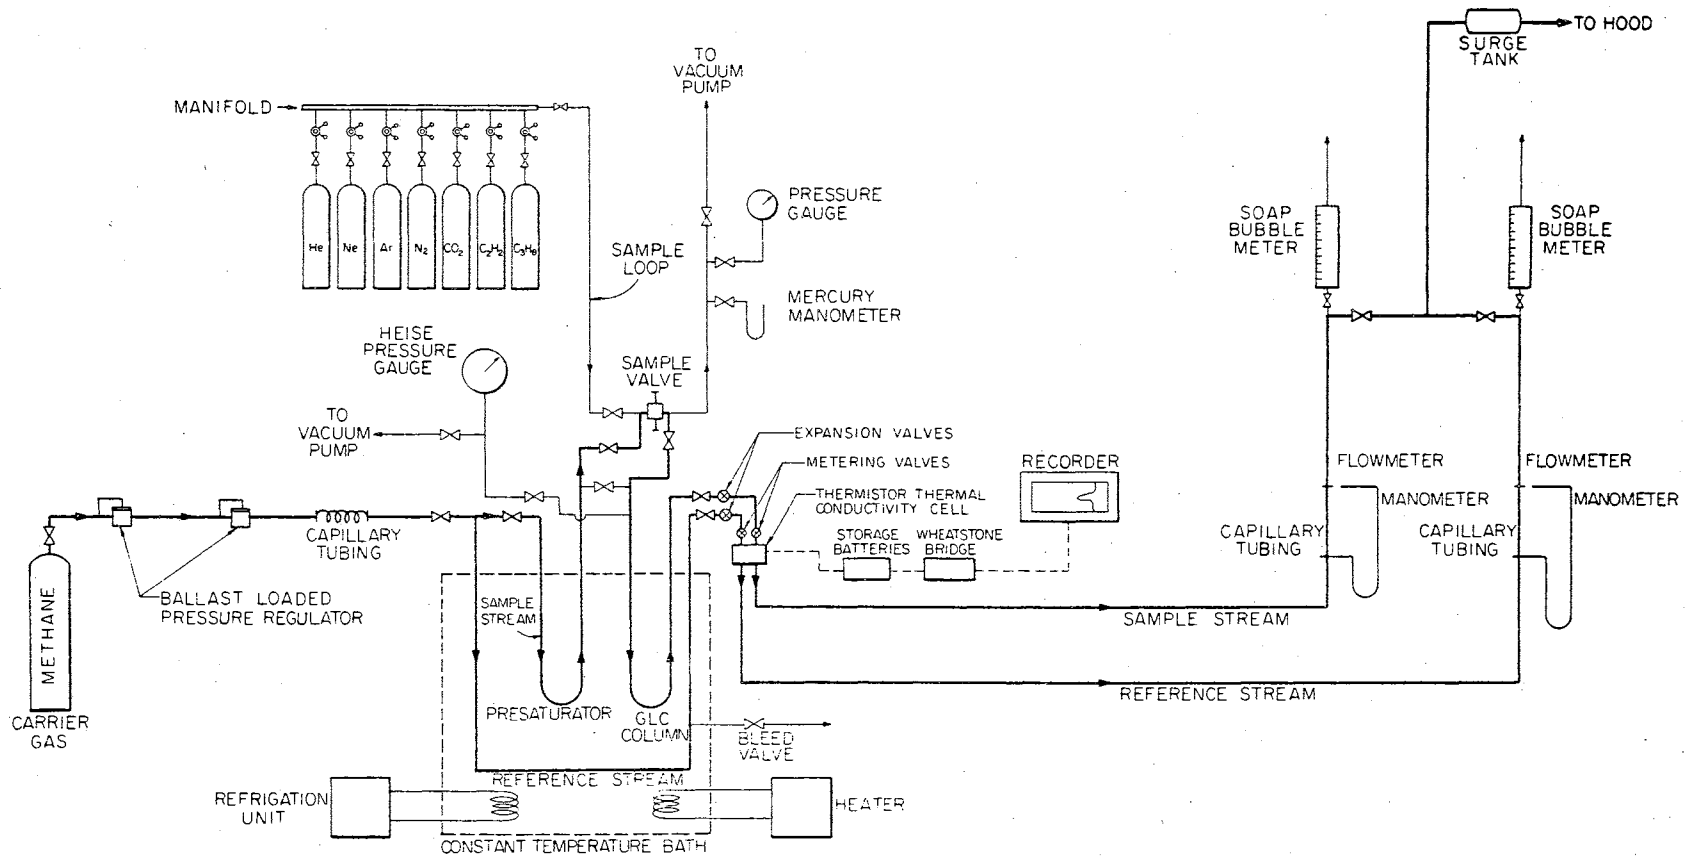 TO HOOD
SURGE
TANK
TO
VACUUM
PUMP
MANIFOLD
PRESSURE
GAUGE
SOAP
BUBBLE
METER
SOAP
BUBBLE
METER
He
Ne
Ar
N2
CO2
C2H2
C3H8
SAMPLE
LOOP
MERCURY
MANOMETER
HEISE
PRESSURE
GAUGE
SAMPLE
VALVE
TO
VACUUM
PUMP
EXPANSION VALVES
METERING VALVES
RECORDER
FLOWMETER
FLOWMETER
THERMISTOR THERMAL
CONDUCTIVITY CELL
MANOMETER
MANOMETER
CAPILLARY
TUBING
STORAGE
BATTERIES
WHEATSTONE
BRIDGE
CAPILLARY
TUBING
CAPILLARY
TUBING
METHANE
BALLAST LOADED
PRESSURE REGULATOR
SAMPLE
STREAM
SAMPLE STREAM
REFERENCE STREAM
CARRIER
GAS
PRESATURATOR
GLC
COLUMN
BLEED
VALVE
REFERENCE STREAM
REFRIGATION
UNIT
HEATER
CONSTANT TEMPERATURE BATH